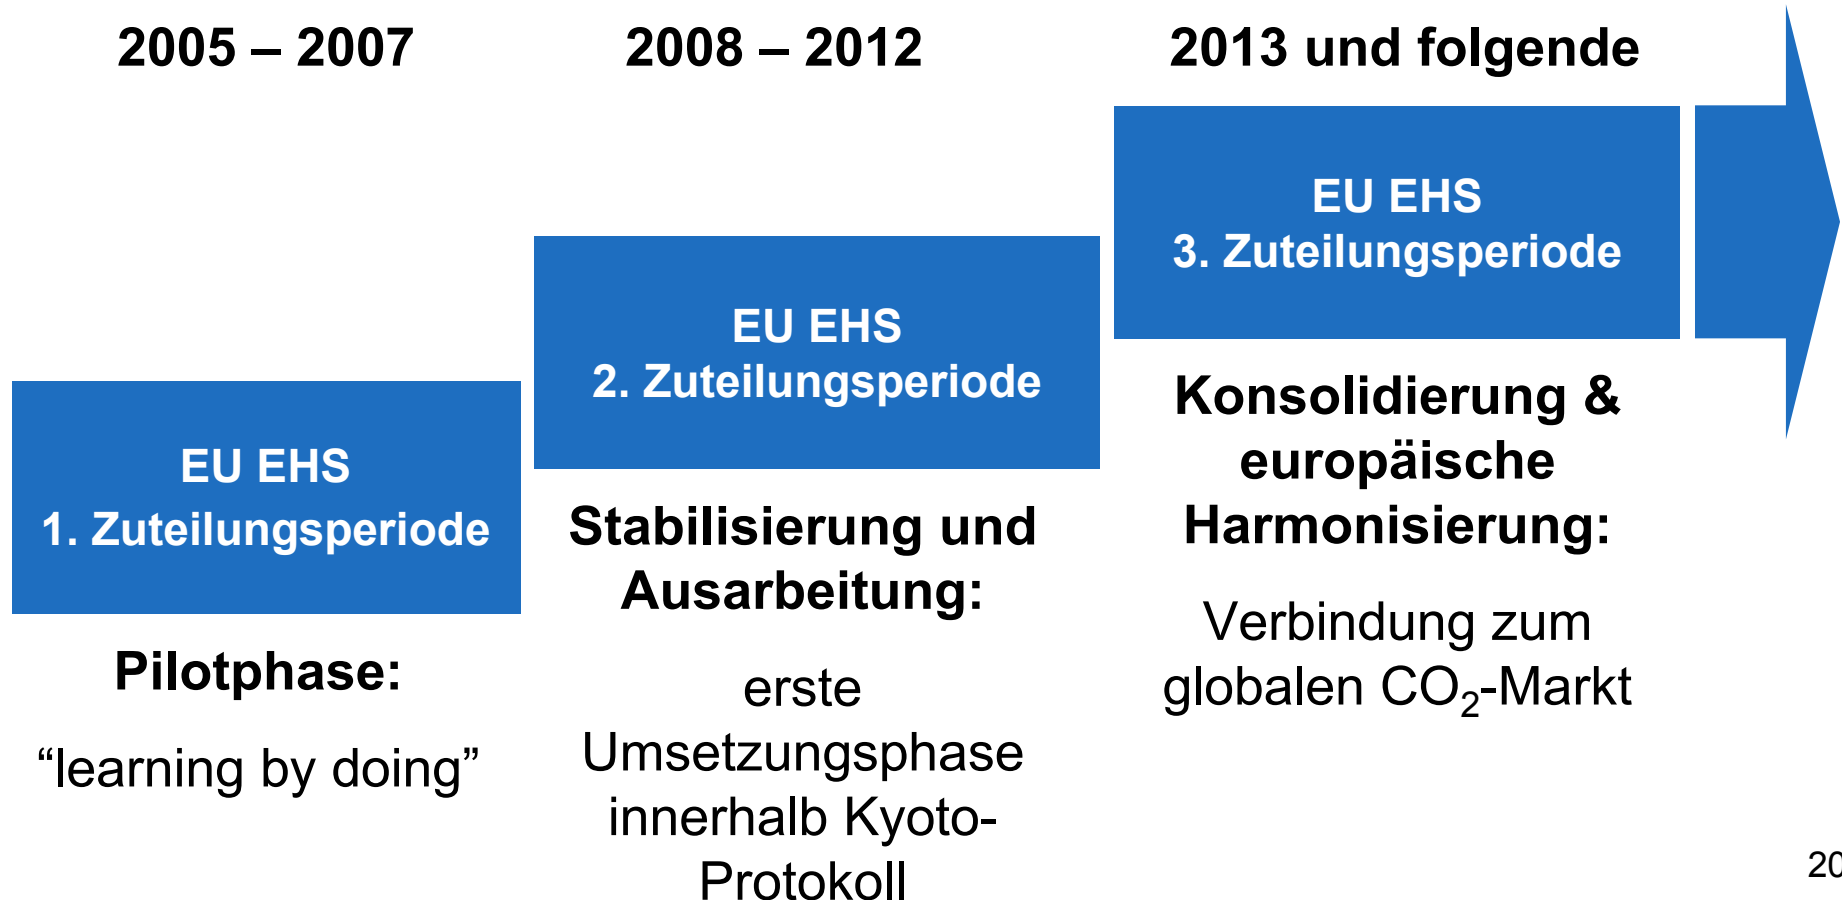 2005 – 2007
2008 – 2012
2013 und folgende
EU EHS
1. Zuteilungsperiode
Pilotphase:
“learning by doing”
EU EHS
2. Zuteilungsperiode
Stabilisierung und
Ausarbeitung:
erste
Umsetzungsphase
innerhalb Kyoto-
Protokoll
EU EHS
3. Zuteilungsperiode
Konsolidierung &
europäische
Harmonisierung:
Verbindung zum
globalen CO₂-Markt
20